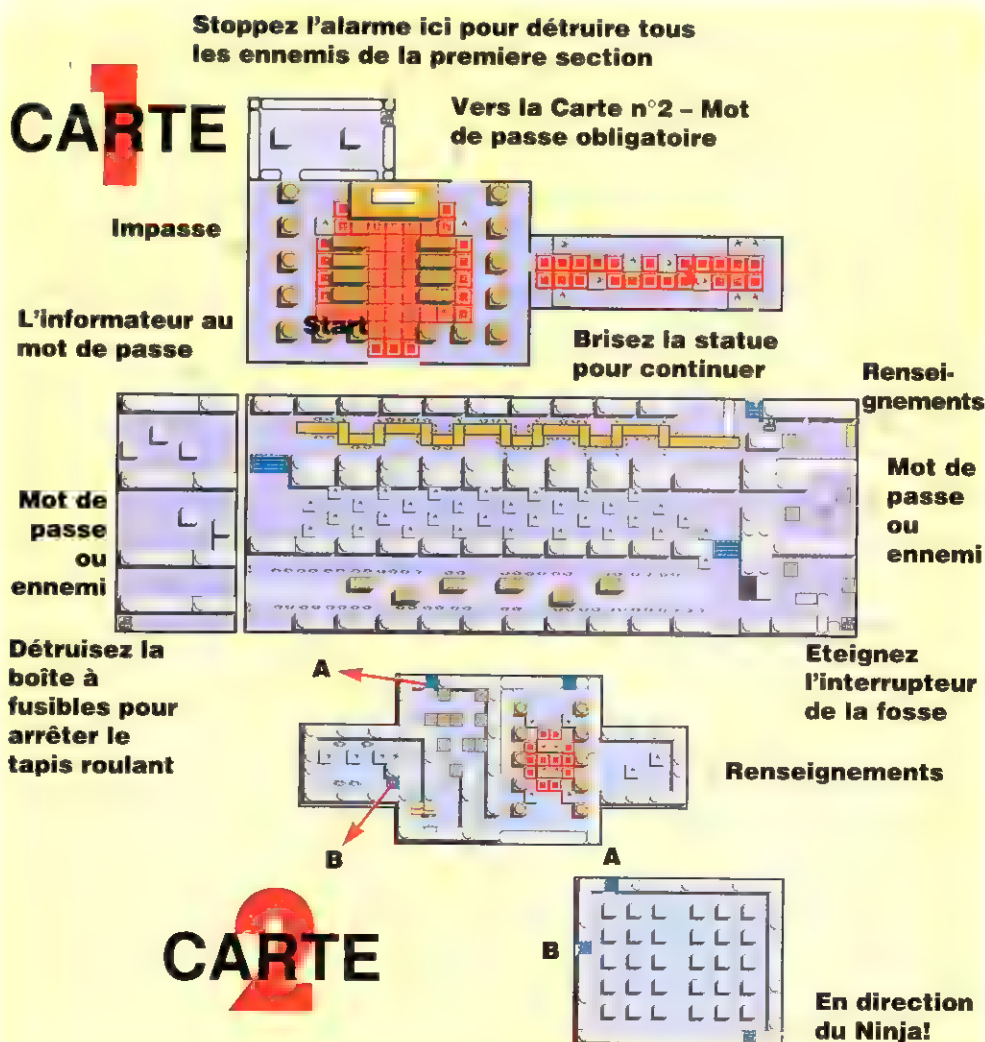 Stoppez l'alarme ici pour détruire tous
les ennemis de la premiere section
CARTE 1
Vers la Carte n°2 – Mot
de passe obligatoire
Impasse
Start
L'informateur au
mot de passe
Brisez la statue
pour continuer
Rensei-
gnements
Mot de
passe
ou
ennemi
Mot de
passe
ou
ennemi
Détruisez la
boîte à
fusibles pour
arrêter le
tapis roulant
A
Eteignez
l'interrupteur
de la fosse
Renseignements
B
A
CARTE 2
B
En direction
du Ninja!